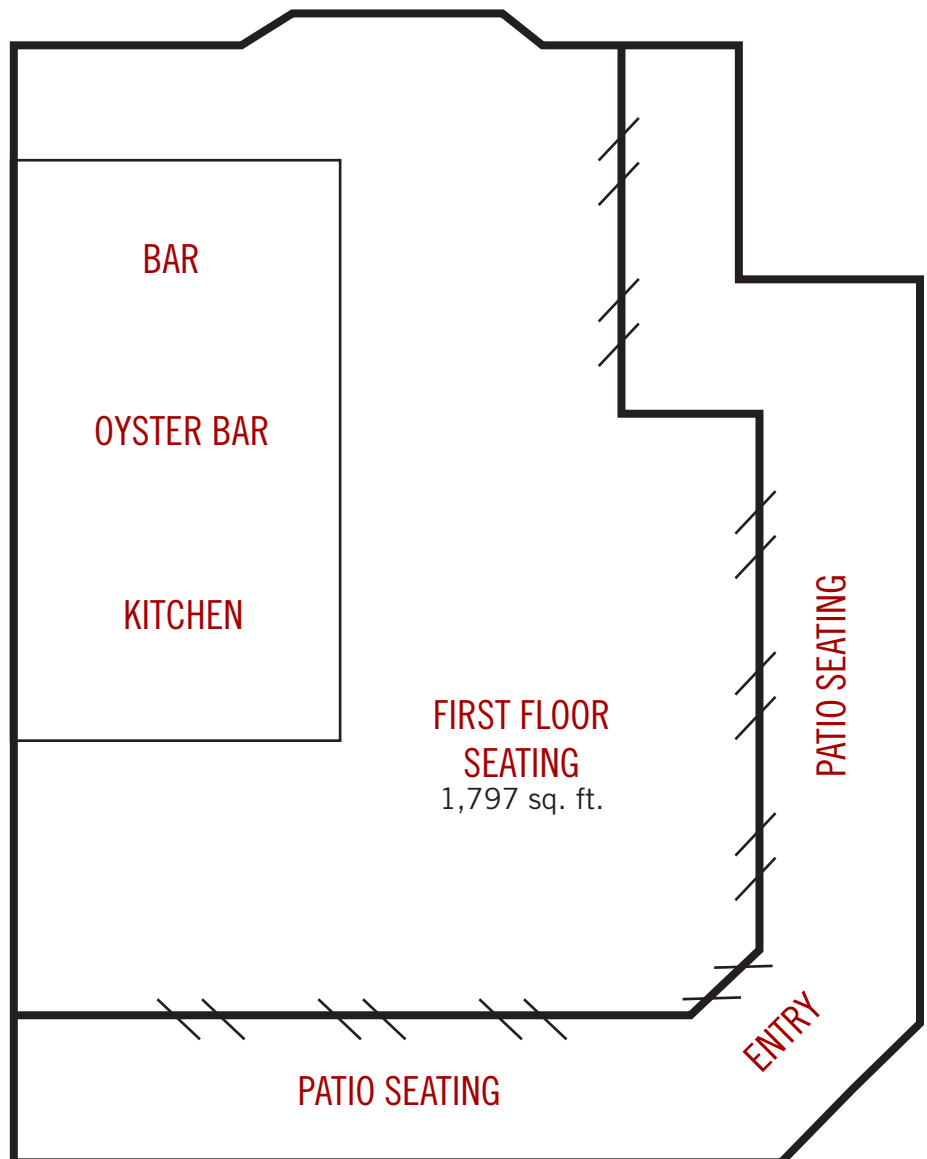 BAR
OYSTER BAR
KITCHEN
FIRST FLOOR
SEATING
1,797 sq. ft.
PATIO SEATING
ENTRY
PATIO SEATING